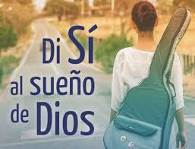 Di Sí
al sueño
de Dios